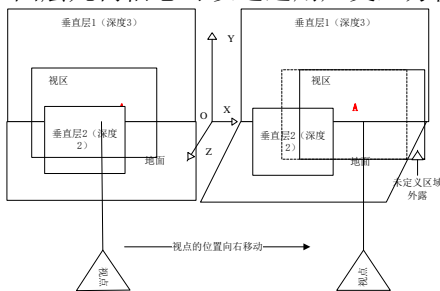 垂直层1（深度3）
视区
A
垂直层2（深度
2）
地面
Y
O
X
Z
垂直层1（深度3）
视区
A
垂直层2（深度
2）
地面
未定义区域
外露
视点的位置向右移动
视点
视点